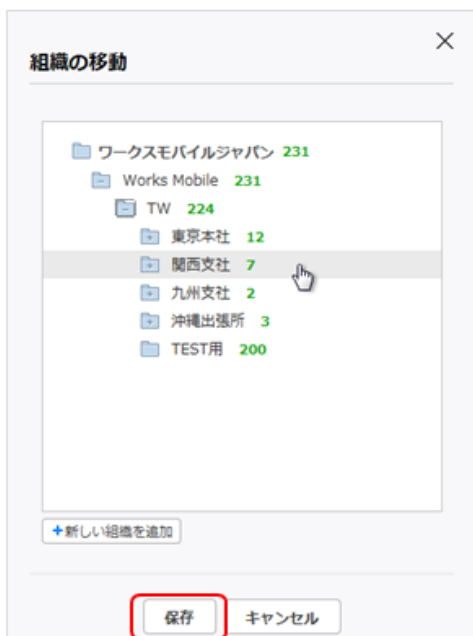 組織の移動
ワークスモバイルジャパン 231
Works Mobile 231
TW 224
東京本社 12
関西支社 7
九州支社 2
沖縄出張所 3
TEST用 200
+新しい組織を追加
保存 キャンセル